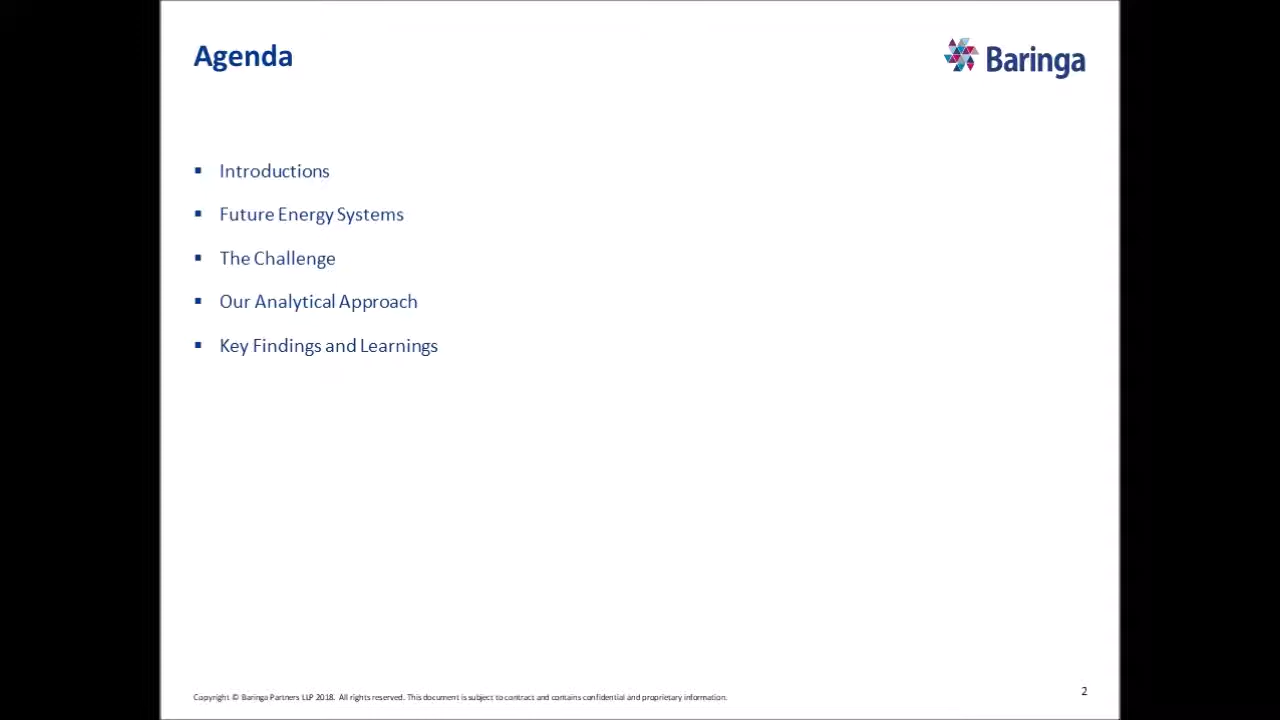 Agenda
Baringa
▪ Introductions
▪ Future Energy Systems
▪ The Challenge
▪ Our Analytical Approach
▪ Key Findings and Learnings
Copyright © Baringa Partners LLP 2018. All rights reserved. This document is subject to contract and contains confidential and proprietary information.
2